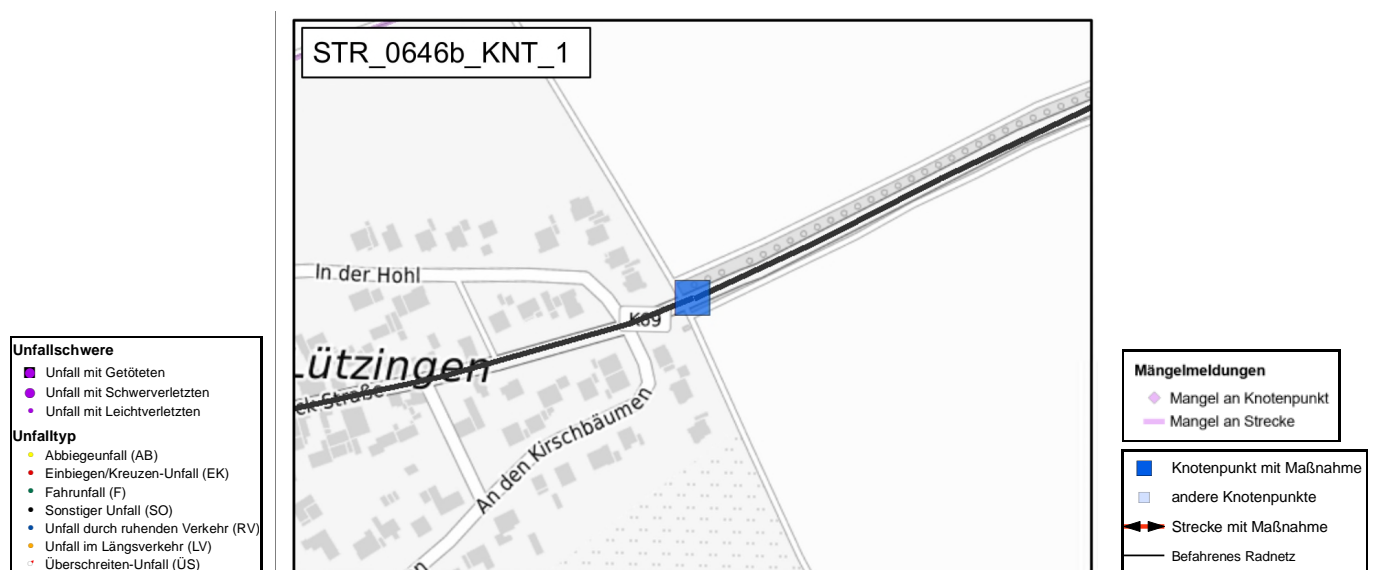 STR_0646b_KNT_1
In der Hohl
K69
Lützingen
ck-Straße
An den Kirschbäumen
Unfallschwere
Unfall mit Getöteten
Unfall mit Schwerverletzten
Unfall mit Leichtverletzten
Unfalltyp
Abbiegeunfall (AB)
Einbiegen/Kreuzen-Unfall (EK)
Fahrunfall (F)
Sonstiger Unfall (SO)
Unfall durch ruhenden Verkehr (RV)
Unfall im Längsverkehr (LV)
Überschreiten-Unfall (ÜS)
Mängelmeldungen
Mangel an Knotenpunkt
Mangel an Strecke
Knotenpunkt mit Maßnahme
andere Knotenpunkte
Strecke mit Maßnahme
Befahrenes Radnetz